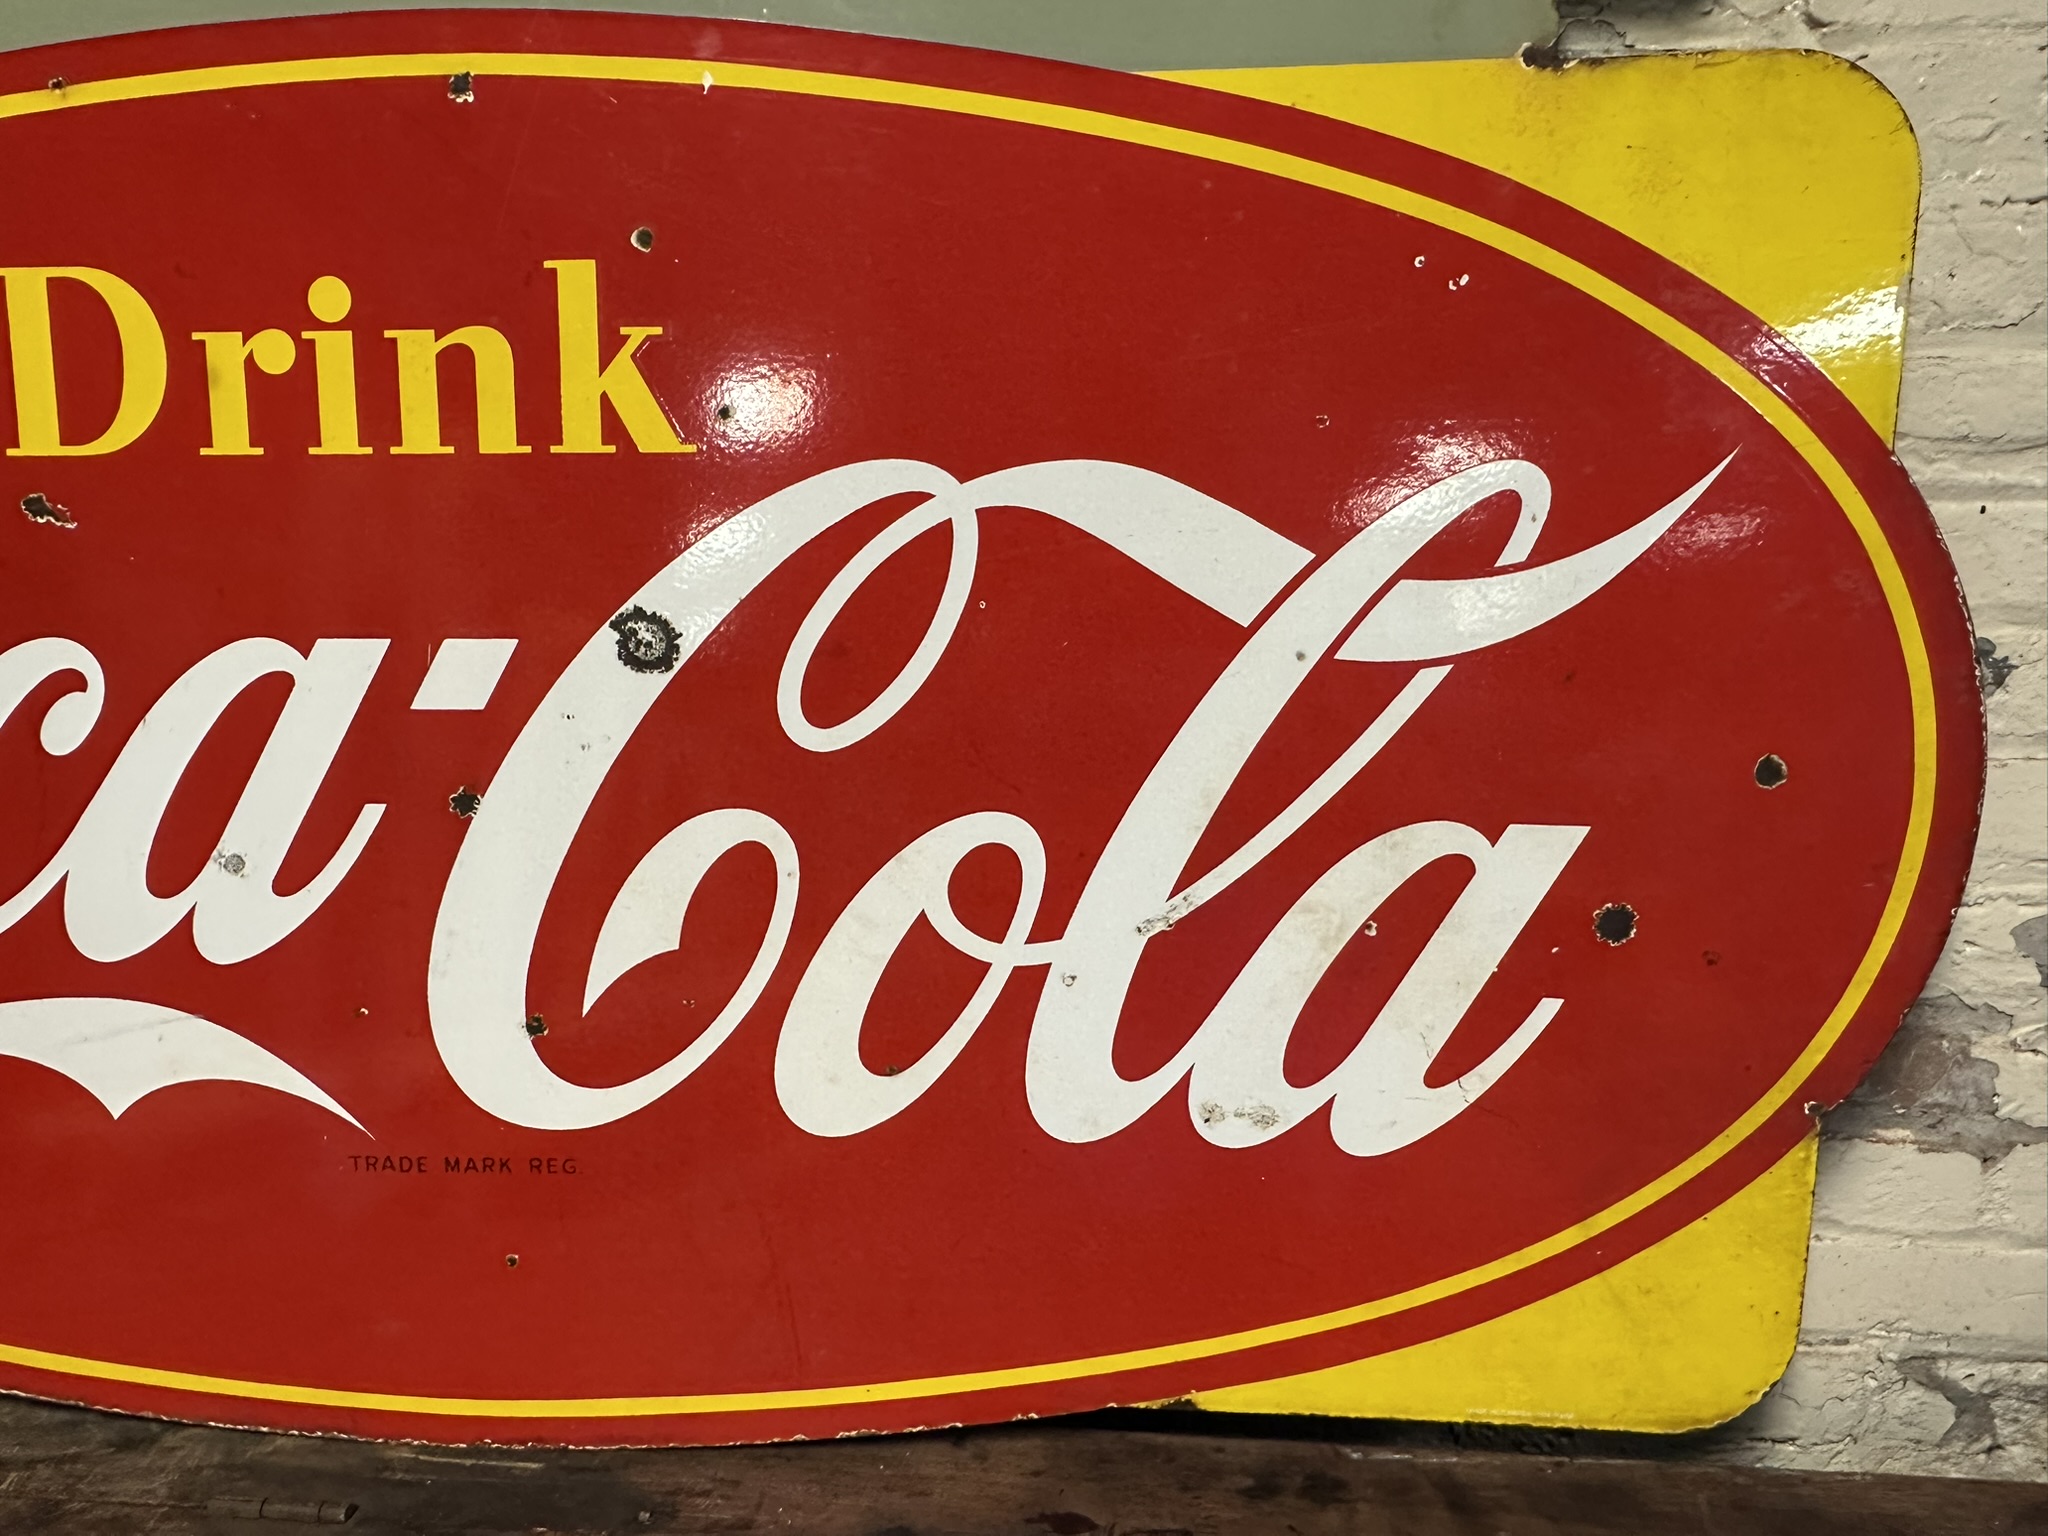 Drink
ca-Cola
TRADE MARK REG.